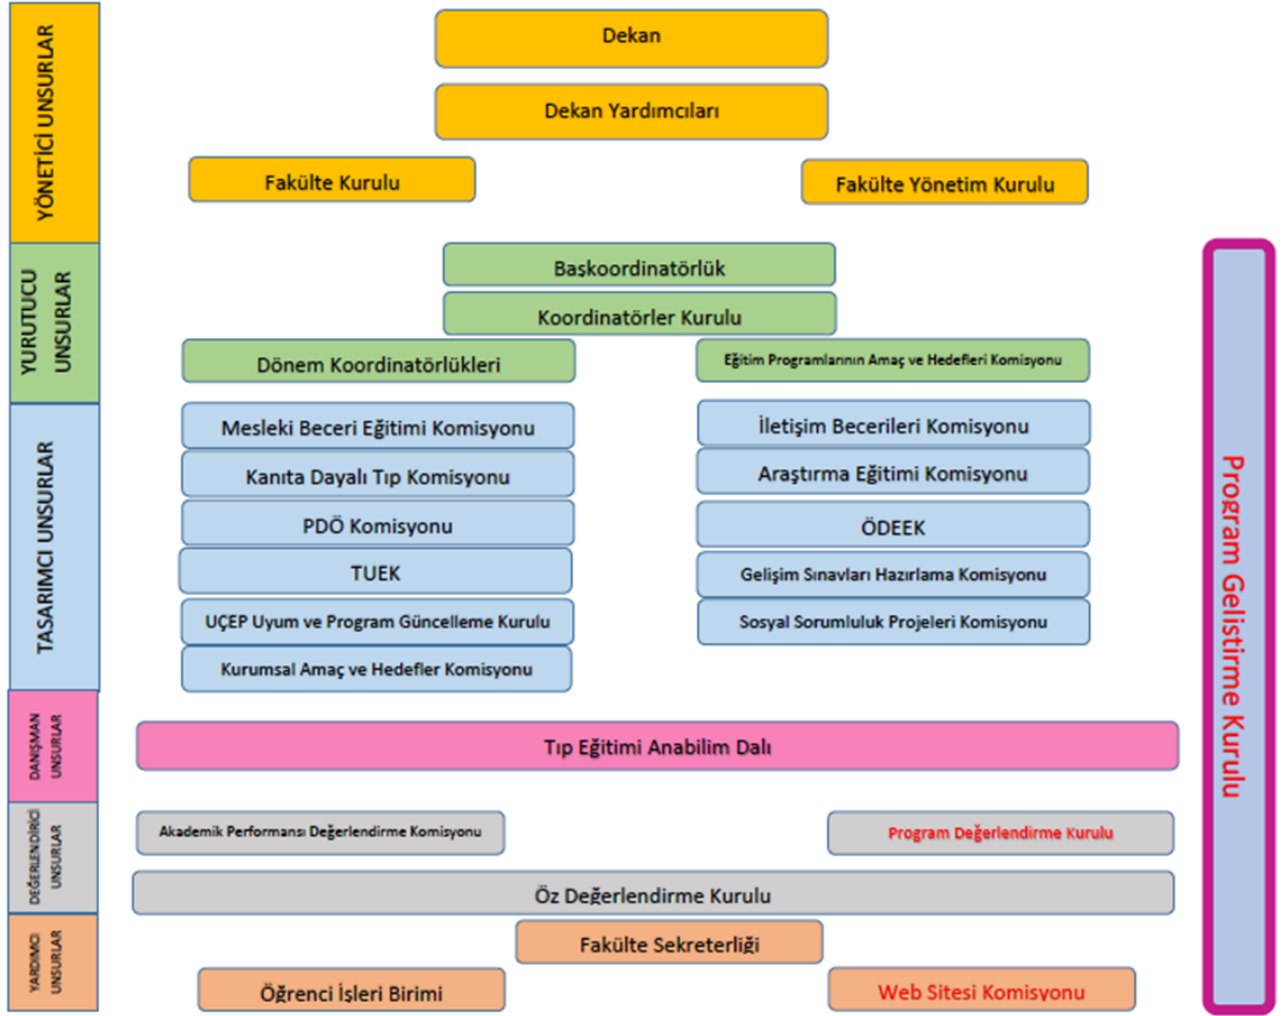 YÖNETİCİ UNSURLAR
Dekan
Dekan Yardımcıları
Fakülte Kurulu
Fakülte Yönetim Kurulu
YURUTUCU
UNSURLAR
Başkoordinatörlük
Koordinatörler Kurulu
Dönem Koordinatörlükleri
Eğitim Programlarının Amaç ve Hedefleri Komisyonu
TASARIMCI UNSURLAR
Mesleki Beceri Eğitimi Komisyonu
İletişim Becerileri Komisyonu
Kanıta Dayalı Tıp Komisyonu
Araştırma Eğitimi Komisyonu
PDÖ Komisyonu
ÖDEEK
TUEK
Gelişim Sınavları Hazırlama Komisyonu
UÇEP Uyum ve Program Güncelleme Kurulu
Sosyal Sorumluluk Projeleri Komisyonu
Kurumsal Amaç ve Hedefler Komisyonu
DANIŞMAN
UNSURLAR
Tıp Eğitimi Anabilim Dalı
DEĞERLENDİRİCİ
UNSURLAR
Akademik Performansı Değerlendirme Komisyonu
Program Değerlendirme Kurulu
Öz Değerlendirme Kurulu
YARDIMCI
UNSURLAR
Fakülte Sekreterliği
Öğrenci İşleri Birimi
Web Sitesi Komisyonu
Program Gelistirme Kurulu